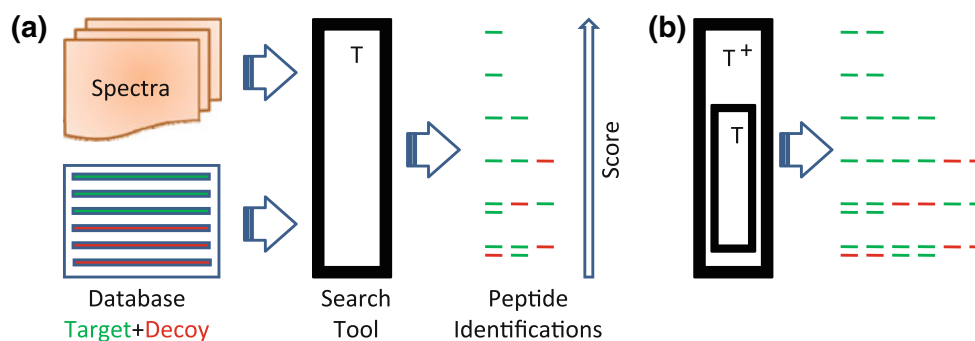 (a)
Spectra
Database
Target+Decoy
T
Search
Tool
Peptide
Identifications
Score
(b)
T+
T